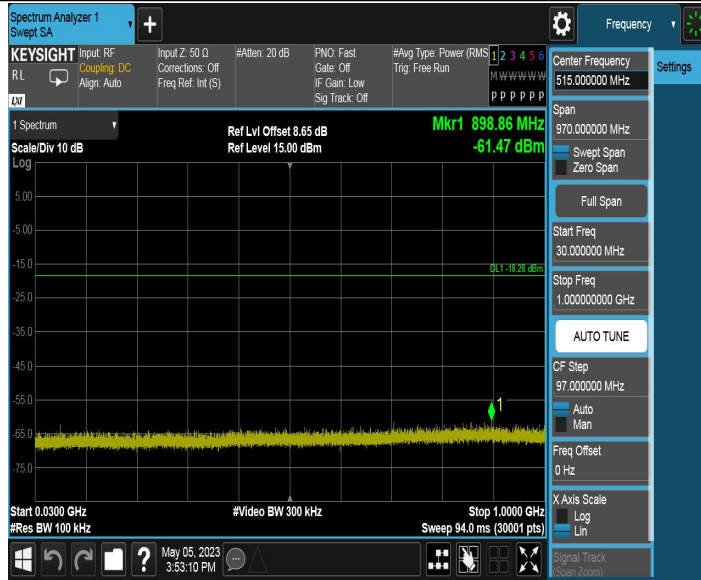 Spectrum Analyzer 1
Swept SA
Frequency
KEYSIGHT
RL
LXI
Input: RF
Coupling: DC
Align: Auto
Input Z: 50 Ω
Corrections: Off
Freq Ref: Int (S)
#Atten: 20 dB
PNO: Fast
Gate: Off
IF Gain: Low
Sig Track: Off
#Avg Type: Power (RMS
Trig: Free Run
1 2 3 4 5 6
M W W W W W
P P P P P P
Settings
1 Spectrum
Scale/Div 10 dB
Log
Ref Lvl Offset 8.65 dB
Ref Level 15.00 dBm
Mkr1 898.86 MHz
-61.47 dBm
5.00
-5.00
-15.0
-25.0
-35.0
-45.0
-55.0
-65.0
-75.0
DL1 -18.28 dBm
1
Start 0.0300 GHz
#Res BW 100 kHz
#Video BW 300 kHz
Stop 1.0000 GHz
Sweep 94.0 ms (30001 pts)
Center Frequency
515.000000 MHz
Span
970.000000 MHz
Swept Span
Zero Span
Full Span
Start Freq
30.000000 MHz
Stop Freq
1.000000000 GHz
AUTO TUNE
CF Step
97.000000 MHz
Auto
Man
Freq Offset
0 Hz
X Axis Scale
Log
Lin
Signal Track
(Span Zoom)
?
May 05, 2023
3:53:10 PM